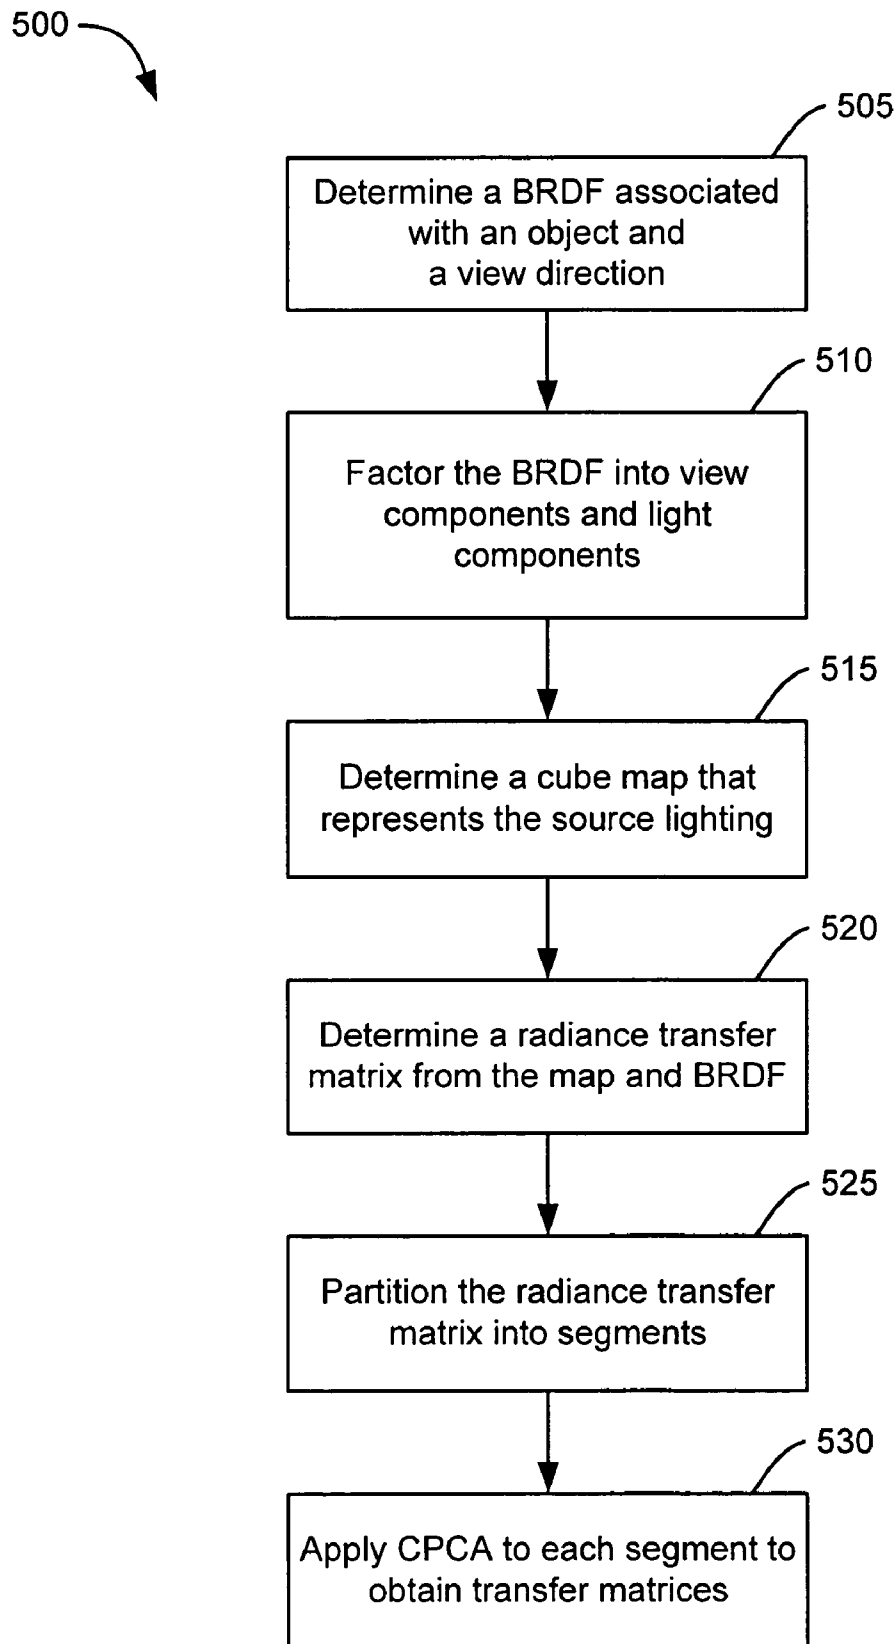 500
505
Determine a BRDF associated
with an object and
a view direction
510
Factor the BRDF into view
components and light
components
515
Determine a cube map that
represents the source lighting
520
Determine a radiance transfer
matrix from the map and BRDF
525
Partition the radiance transfer
matrix into segments
530
Apply CPCA to each segment to
obtain transfer matrices